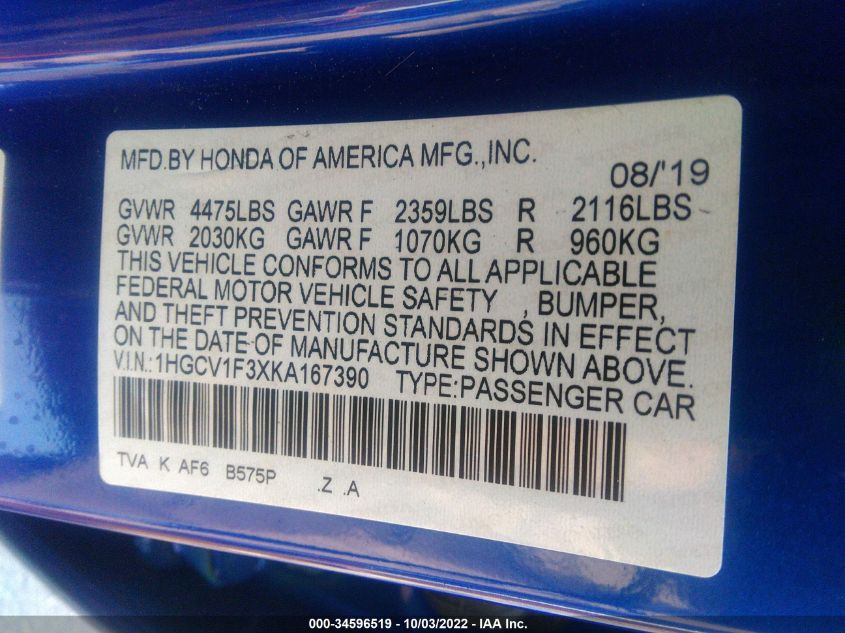 MFD.BY HONDA OF AMERICA MFG.,INC.
08/'19
GVWR 4475LBS GAWR F 2359LBS R 2116LBS
GVWR 2030KG GAWR F 1070KG R 960KG
THIS VEHICLE CONFORMS TO ALL APPLICABLE
FEDERAL MOTOR VEHICLE SAFETY , BUMPER,
AND THEFT PREVENTION STANDARDS IN EFFECT
ON THE DATE OF MANUFACTURE SHOWN ABOVE.
V.I.N.:1HGCV1F3XKA167390 TYPE:PASSENGER CAR
TVA K AF6 B575P .Z .A
000-34596519 - 10/03/2022 - IAA Inc.